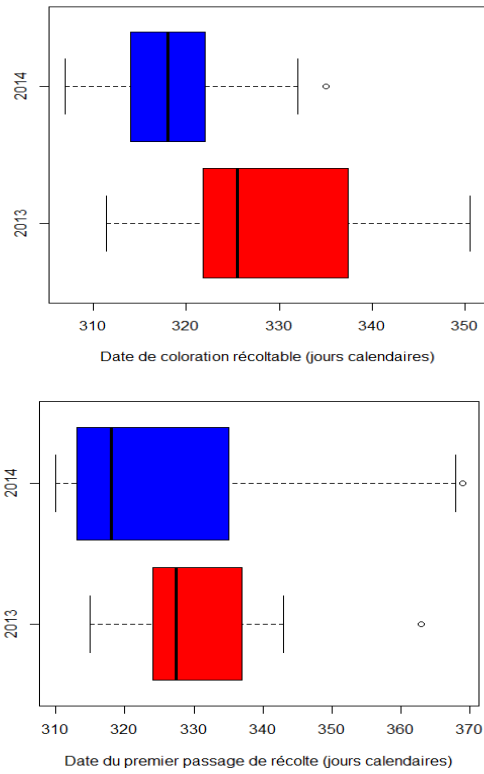 2014
2013
310 320 330 340 350
Date de coloration récoltable (jours calendaires)
2014
2013
310 320 330 340 350 360 370
Date du premier passage de récolte (jours calendaires)